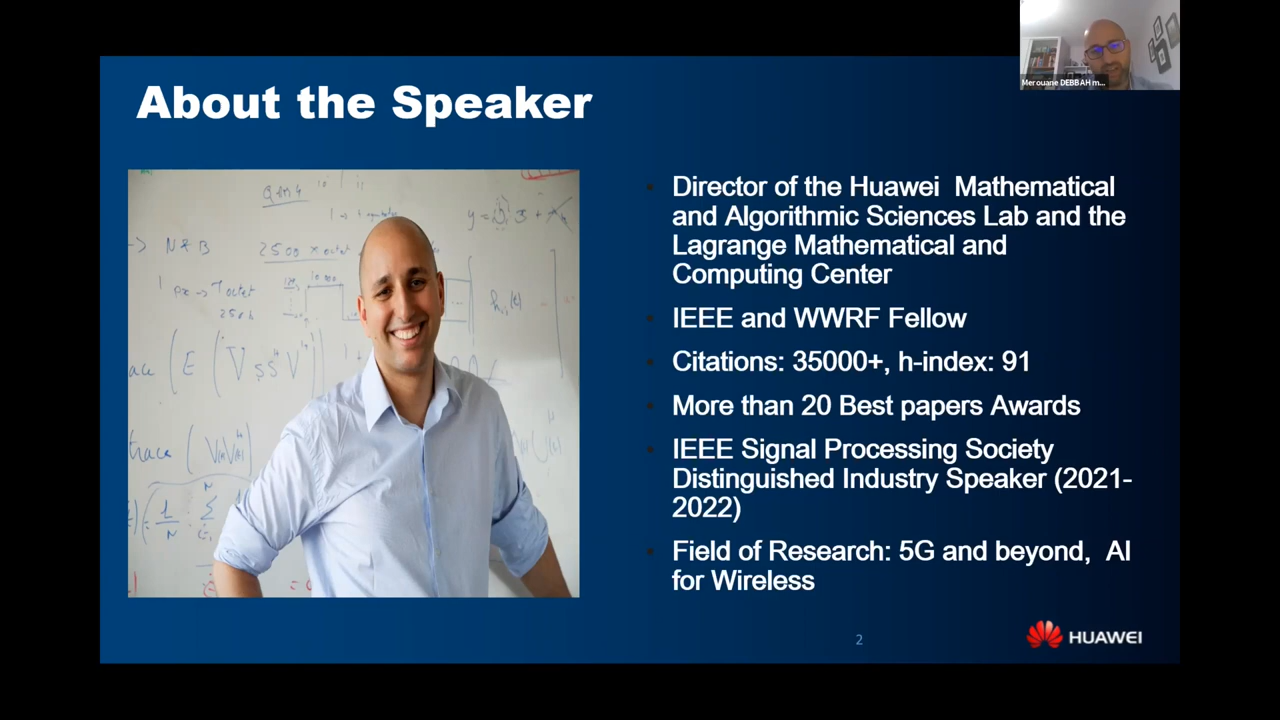 Merouane DEBBAH m...
About the Speaker
Director of the Huawei Mathematical
and Algorithmic Sciences Lab and the
Lagrange Mathematical and
Computing Center
IEEE and WWRF Fellow
Citations: 35000+, h-index: 91
More than 20 Best papers Awards
IEEE Signal Processing Society
Distinguished Industry Speaker (2021-
2022)
Field of Research: 5G and beyond, AI
for Wireless
2
HUAWEI
2500 x octet